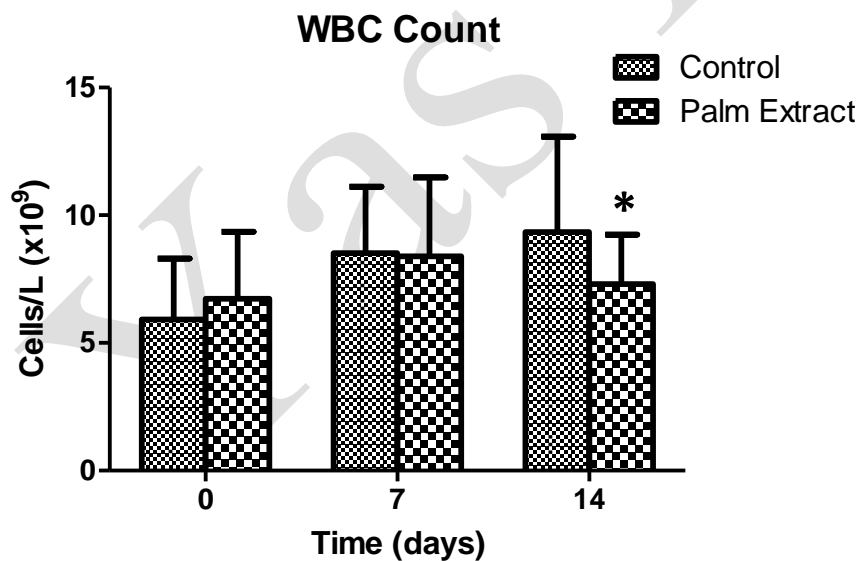 WBC Count
Control
Palm Extract
15
10
5
0
Cells/L (x10⁹)
*
0
7
14
Time (days)